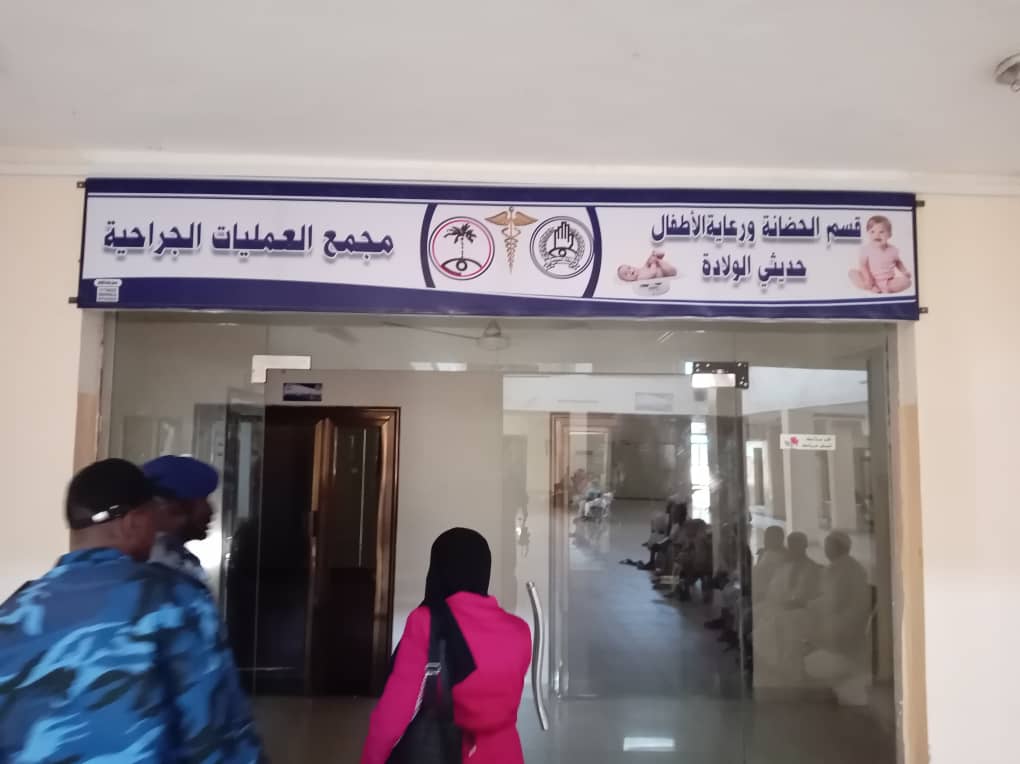 قسم الحضانة ورعاية الأطفال
حديثي الولادة
مجمع العمليات الجراحية